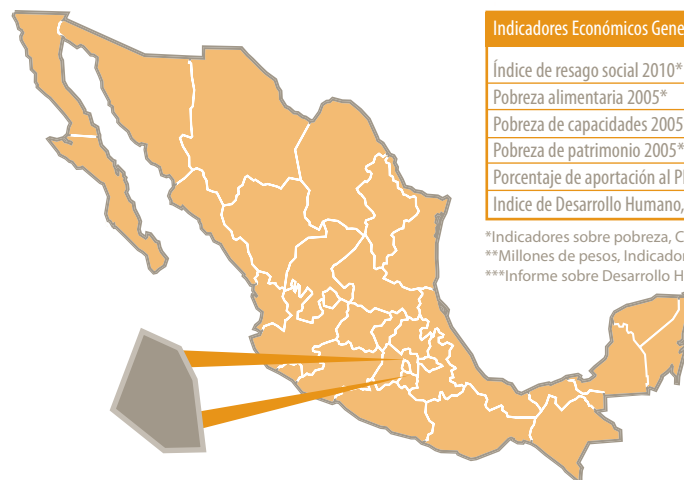 Indicadores Económicos Gene
Índice de resago social 2010*
Pobreza alimentaria 2005*
Pobreza de capacidades 2005
Pobreza de patrimonio 2005*
Porcentaje de aportación al P
Indice de Desarrollo Humano,
*Indicadores sobre pobreza, C
**Millones de pesos, Indicador
***Informe sobre Desarrollo H